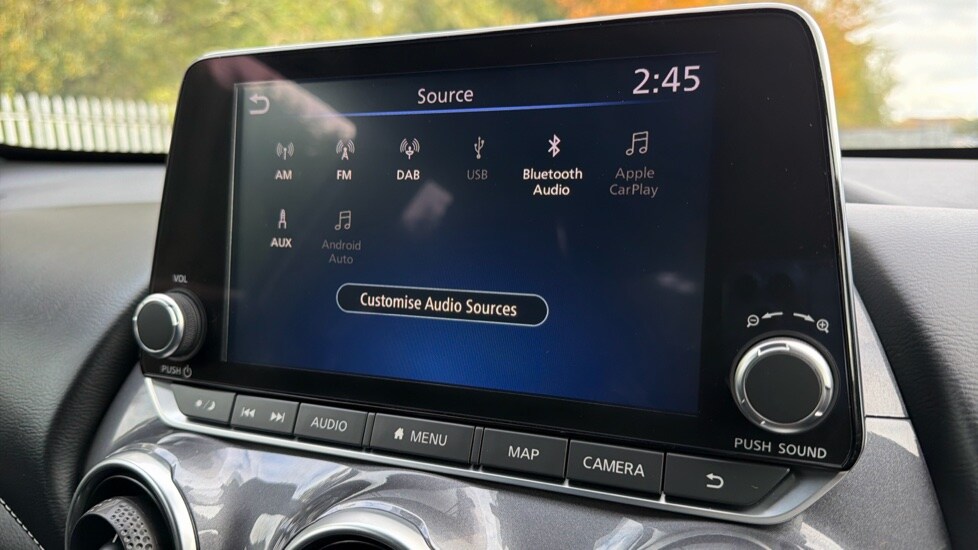 Source
2:45
AM
FM
DAB
USB
Bluetooth
Audio
Apple
CarPlay
AUX
Android
Auto
Customise Audio Sources
VOL
PUSH
PUSH SOUND
AUDIO
MENU
MAP
CAMERA